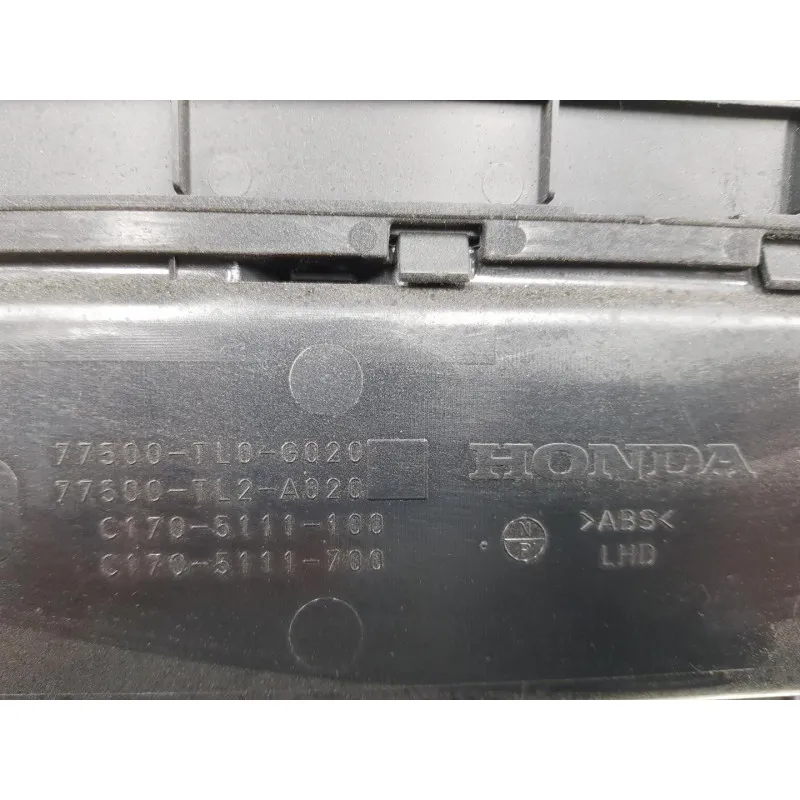 77500-TL0-G020
77500-TL2-A020
C170-5111-100
C170-5111-700
HONDA
N
P
>ABS<
LHD